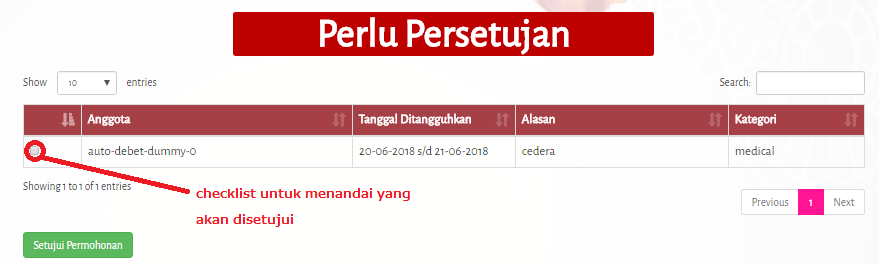 Perlu Persetujan
Show 10 entries Search:
Anggota Tanggal Ditangguhkan Alasan Kategori
auto-debet-dummy-0 20-06-2018 s/d 21-06-2018 cedera medical
Showing 1 to 1 of 1 entries
checklist untuk menandai yang
akan disetujui
Previous 1 Next
Setujui Permohonan